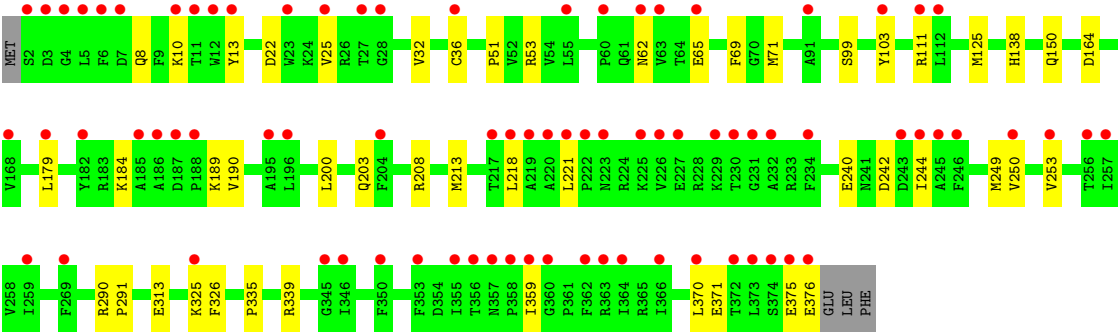 MET S2 D3 G4 L5 F6 D7 Q8 F9 K10 T11 W12 Y13 D22 W23 K24 V25 R26 T27 G28 V32 C36 P51 V52 R53 V54 L55 P60 Q61 N62 V63 T64 E65 F69 G70 M71 A91 S99 Y103 R111 L112 M125 H138 Q150 D164
V168 L179 Y182 R183 K184 A185 A186 D187 P188 K189 V190 A195 L196 L200 Q203 F204 R208 M213 T217 L218 A219 A220 L221 P222 N223 R224 K225 V226 E227 R228 K229 T230 G231 A232 R233 F234 E240 N241 D242 D243 I244 A245 F246 M249 V250 V253 T256 I257
V258 I259 F269 R290 P291 E313 K325 F326 P335 R339 G345 I346 F350 F353 D354 I355 T356 N357 P358 I359 G360 P361 F362 R363 I364 R365 I366 L370 E371 T372 L373 S374 E375 E376 GLU LEU PHE